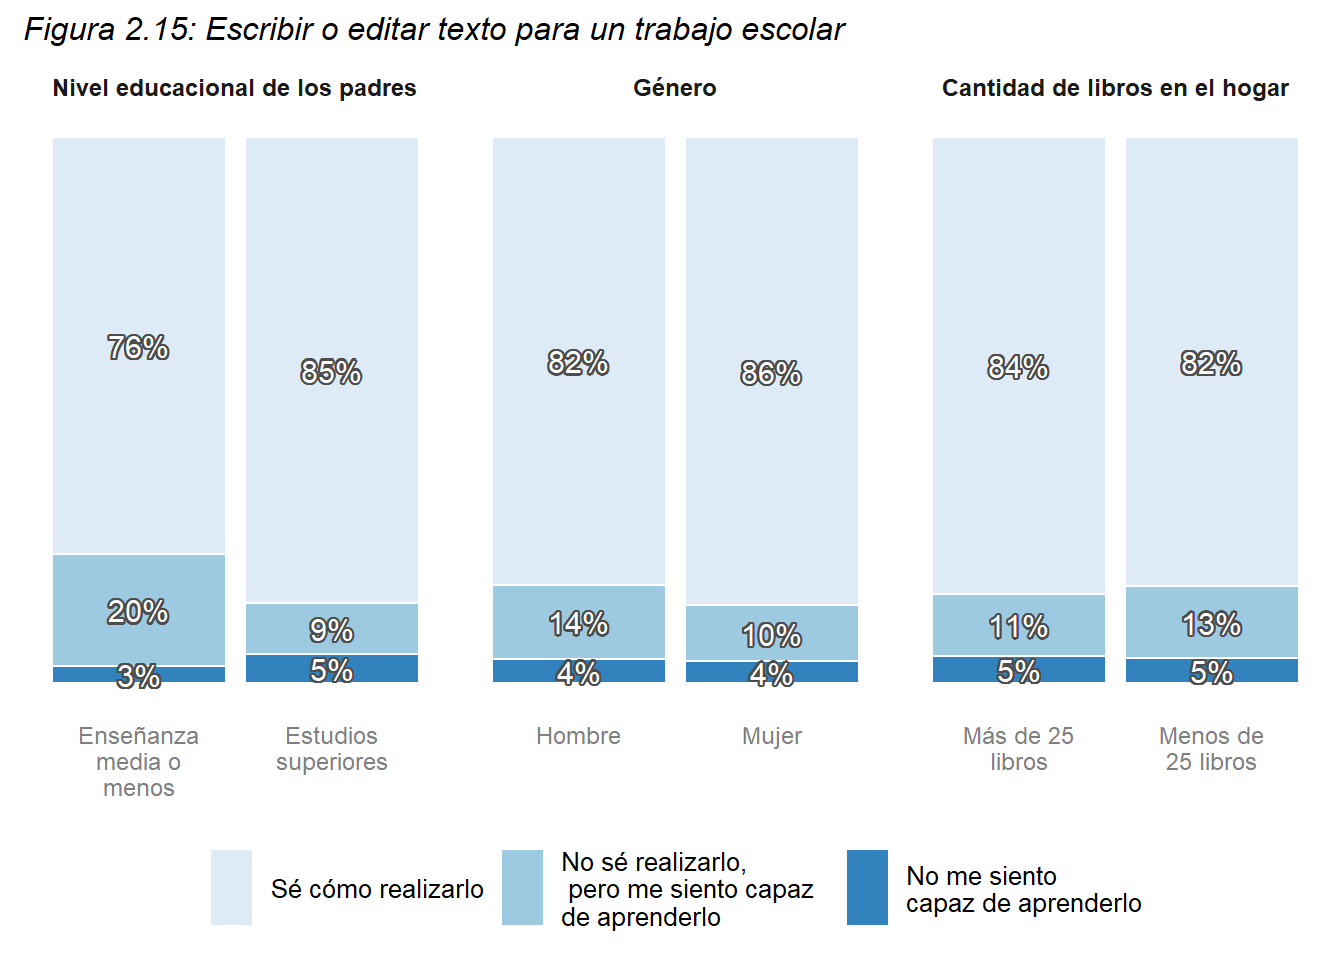 Figura 2.15: Escribir o editar texto para un trabajo escolar
Nivel educacional de los padres
Género
Cantidad de libros en el hogar
76%
85%
82%
86%
84%
82%
20%
9%
14%
10%
11%
13%
3%
5%
4%
4%
5%
5%
Enseñanza
media o
menos
Estudios
superiores
Hombre
Mujer
Más de 25
libros
Menos de
25 libros
Sé cómo realizarlo
No sé realizarlo,
pero me siento capaz
de aprenderlo
No me siento
capaz de aprenderlo